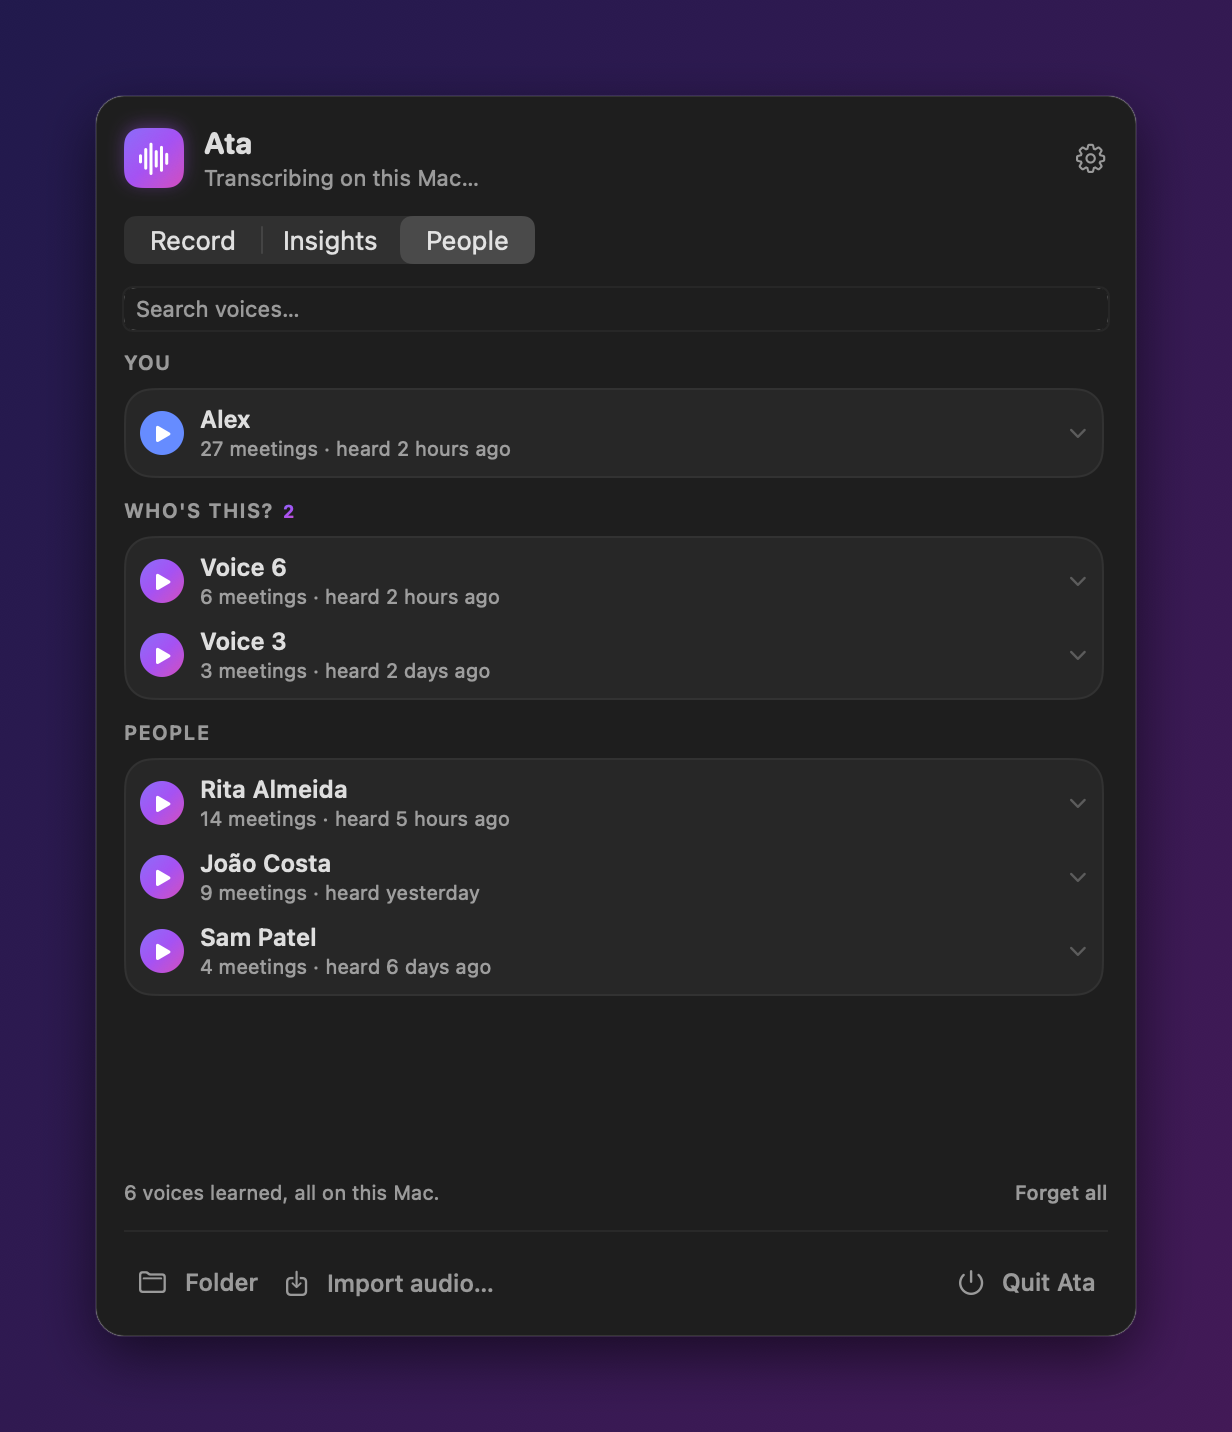 Ata
Transcribing on this Mac...
Record
Insights
People
Search voices...
YOU
Alex
27 meetings · heard 2 hours ago
WHO'S THIS? 2
Voice 6
6 meetings · heard 2 hours ago
Voice 3
3 meetings · heard 2 days ago
PEOPLE
Rita Almeida
14 meetings · heard 5 hours ago
João Costa
9 meetings · heard yesterday
Sam Patel
4 meetings · heard 6 days ago
6 voices learned, all on this Mac.
Forget all
Folder
Import audio...
Quit Ata